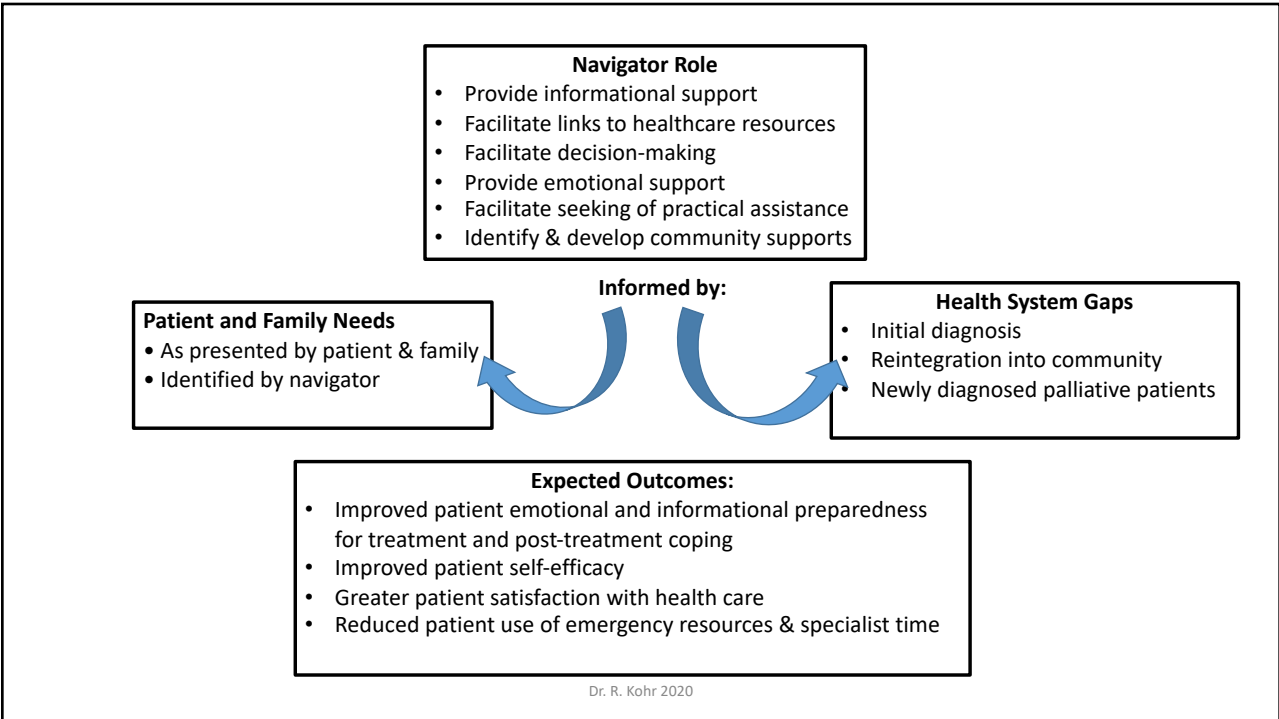 Navigator Role
• Provide informational support
• Facilitate links to healthcare resources
• Facilitate decision-making
• Provide emotional support
• Facilitate seeking of practical assistance
• Identify & develop community supports
Informed by:
Patient and Family Needs
• As presented by patient & family
• Identified by navigator
Health System Gaps
• Initial diagnosis
• Reintegration into community
• Newly diagnosed palliative patients
Expected Outcomes:
• Improved patient emotional and informational preparedness
for treatment and post-treatment coping
• Improved patient self-efficacy
• Greater patient satisfaction with health care
• Reduced patient use of emergency resources & specialist time
Dr. R. Kohr 2020